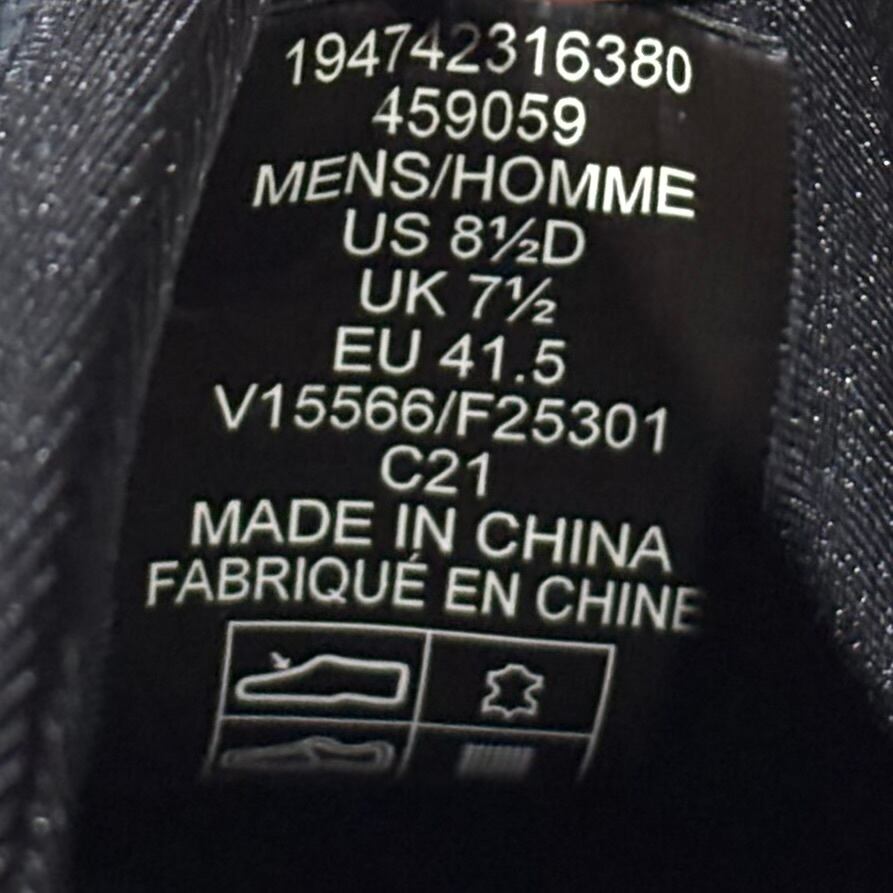 194742316380
459059
MENS/HOMME
US 8½D
UK 7½
EU 41.5
V15566/F25301
C21
MADE IN CHINA
FABRIQUÉ EN CHINE